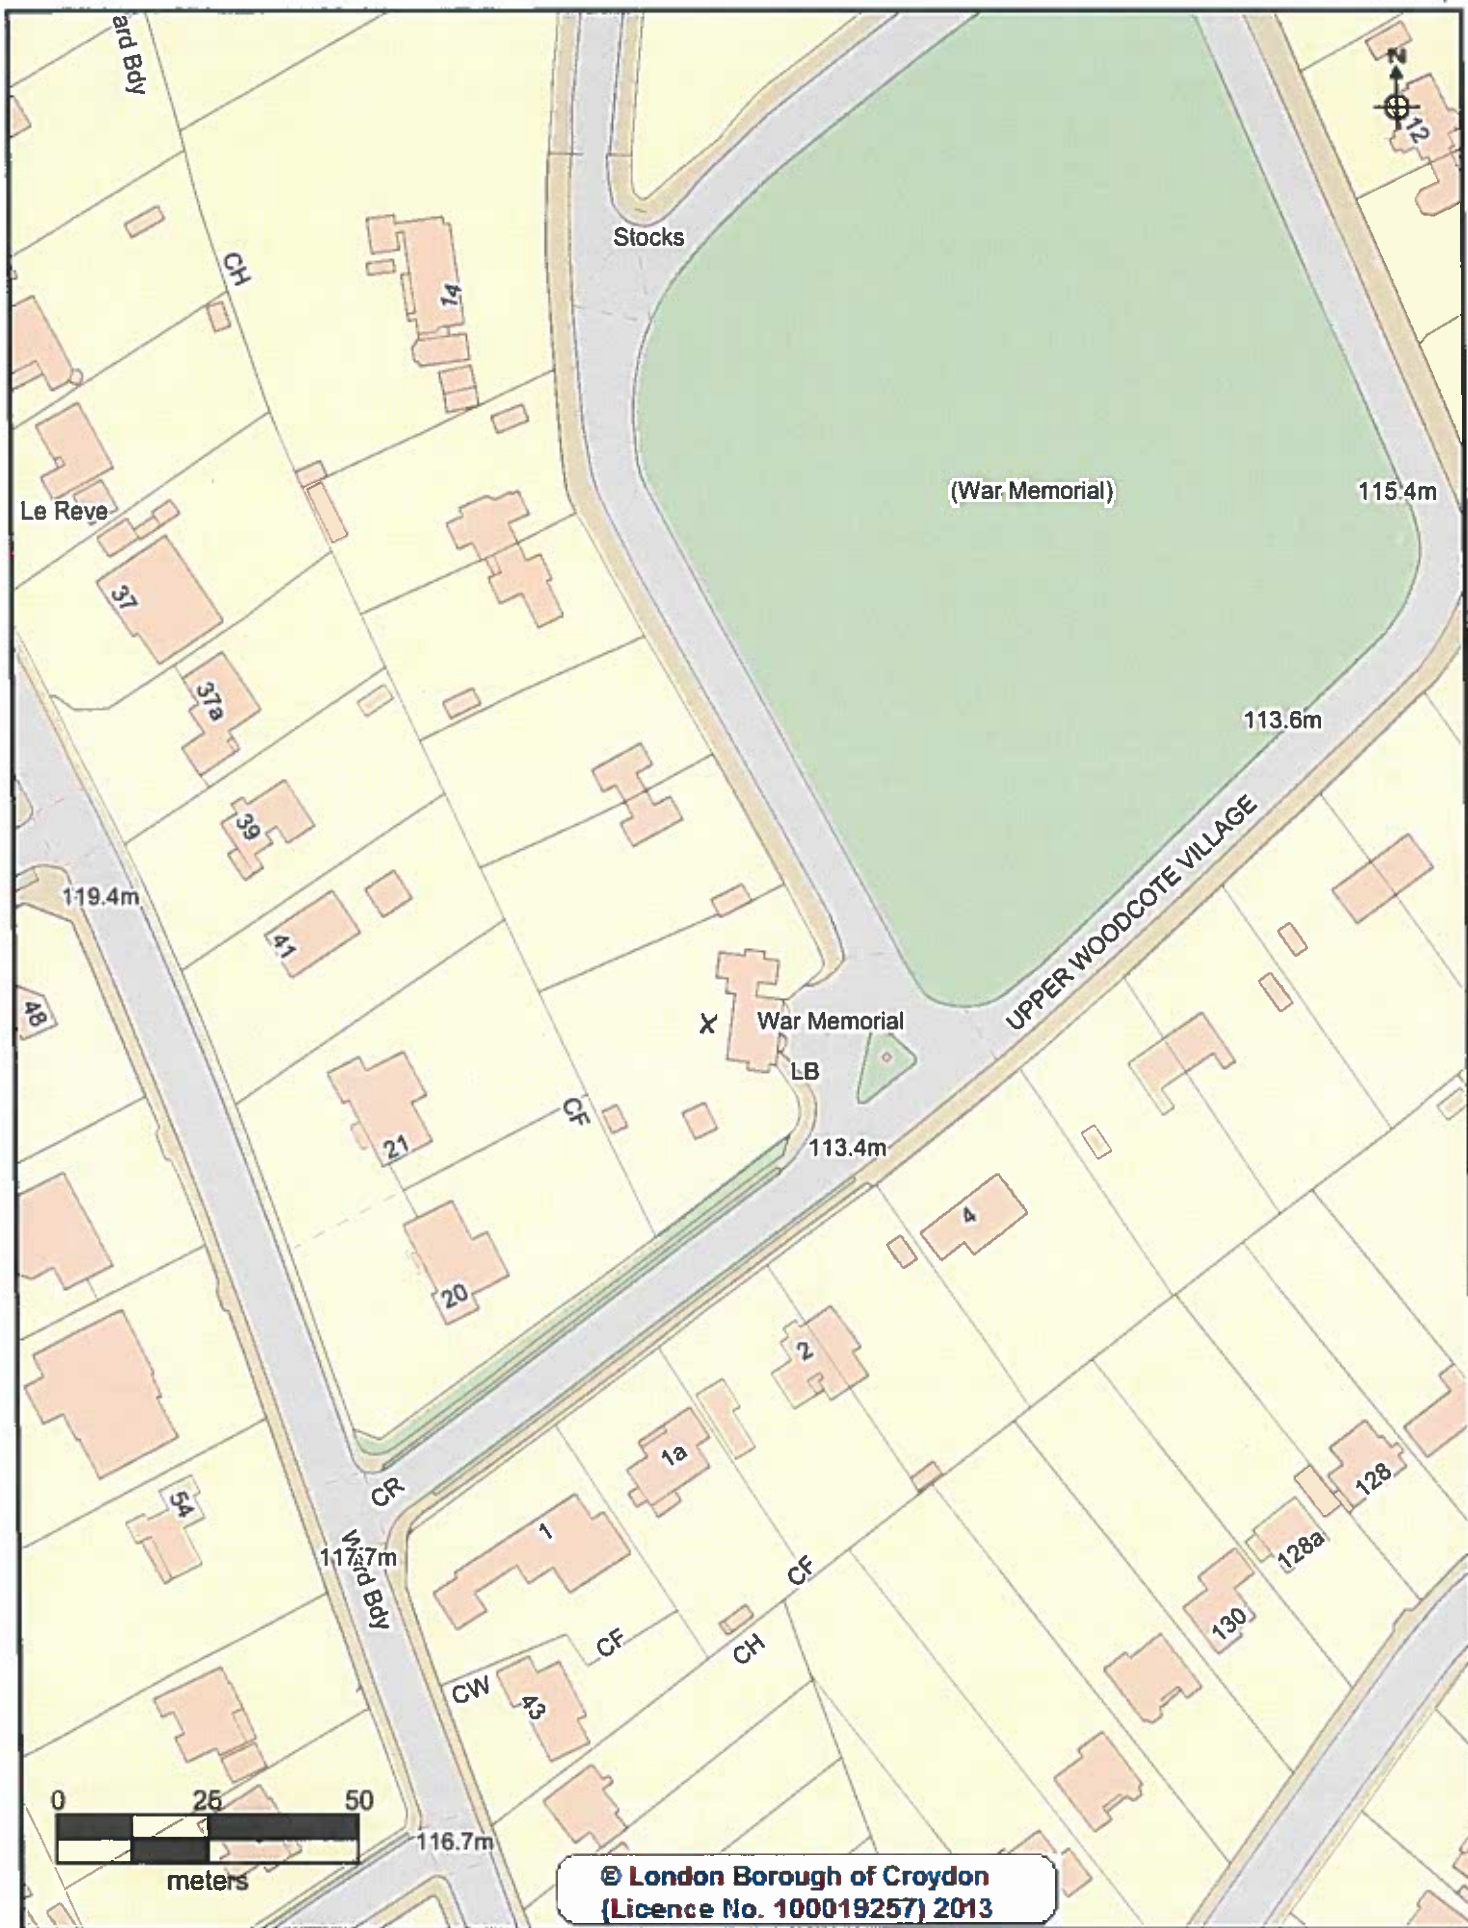 ard Bdy
N
12
CH
Stocks
14
(War Memorial)
115.4m
Le Reve
37
37a
113.6m
39
UPPER WOODCOTE VILLAGE
119.4m
41
48
X
War Memorial
LB
CF
21
113.4m
4
20
2
1a
128
CR
54
1
128a
117.7m
Ward Bdy
CF
130
CF
CH
CW
43
0 25 50
meters
116.7m
© London Borough of Croydon
(Licence No. 100019257) 2013